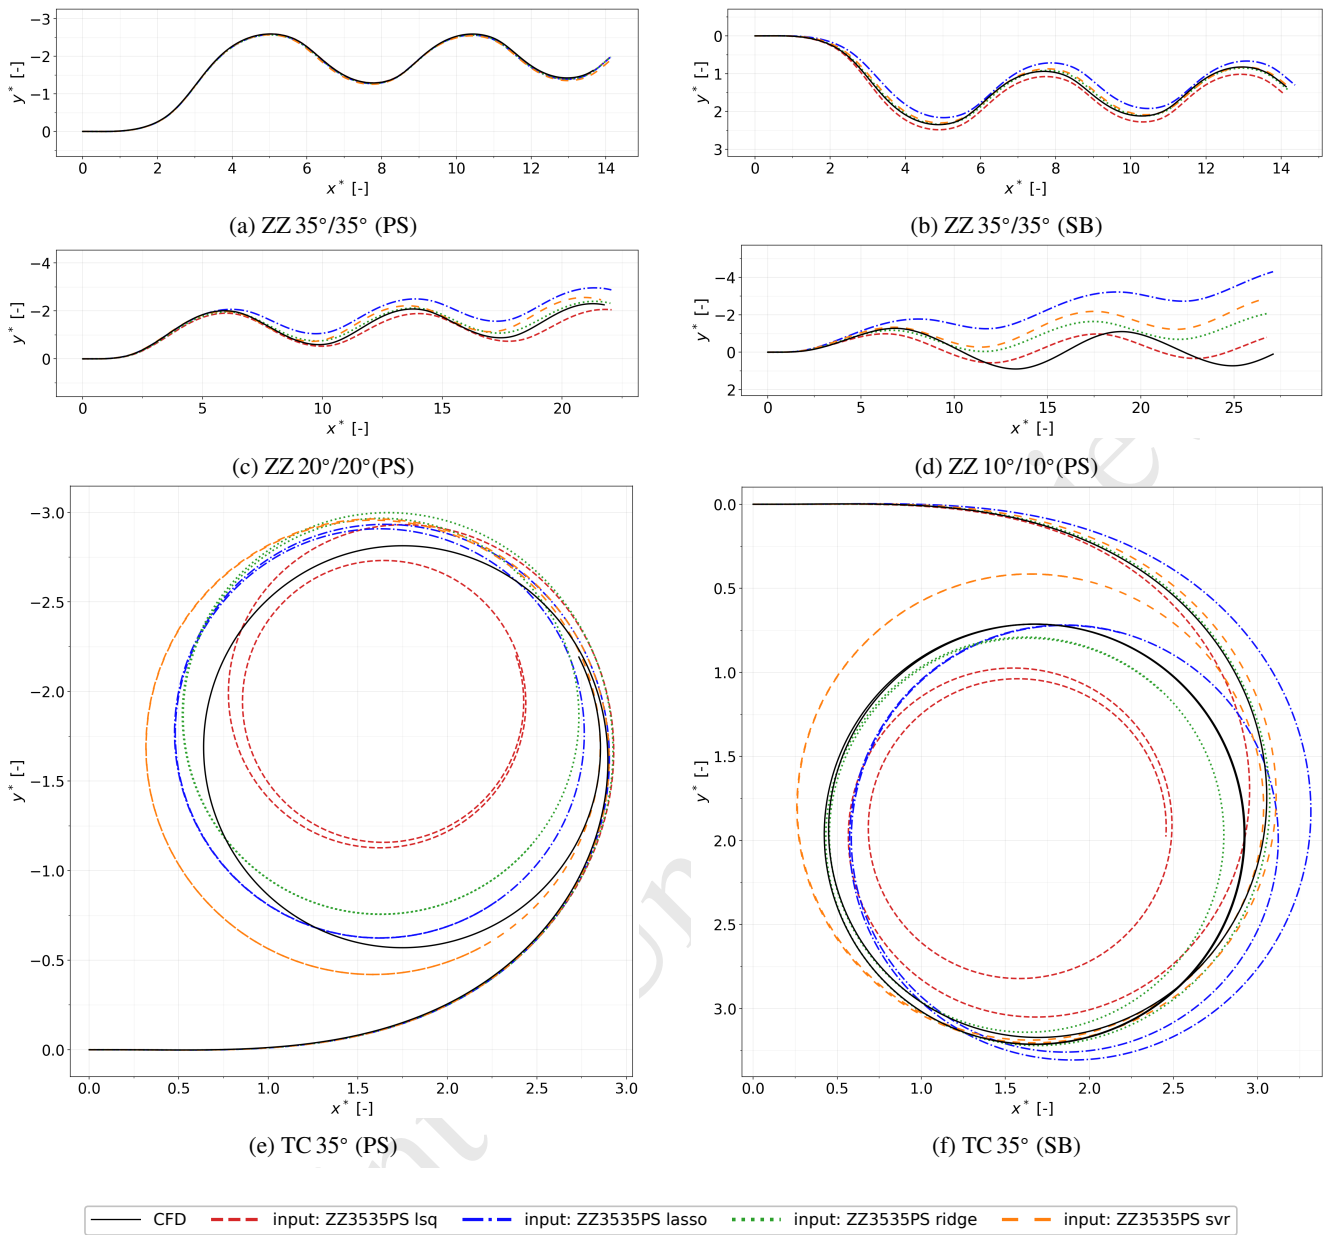 −3
−2
−1
0
y* [-]
0 2 4 6 8 10 12 14
x* [-]
(a) ZZ 35°/35° (PS)
0
1
2
3
y* [-]
0 2 4 6 8 10 12 14
x* [-]
(b) ZZ 35°/35° (SB)
−4
−2
0
y* [-]
0 5 10 15 20
x* [-]
(c) ZZ 20°/20°(PS)
−4
−2
0
2
y* [-]
0 5 10 15 20 25
x* [-]
(d) ZZ 10°/10°(PS)
−3.0
−2.5
−2.0
−1.5
−1.0
−0.5
0.0
y* [-]
0.0 0.5 1.0 1.5 2.0 2.5 3.0
x* [-]
(e) TC 35° (PS)
0.0
0.5
1.0
1.5
2.0
2.5
3.0
y* [-]
0.0 0.5 1.0 1.5 2.0 2.5 3.0
x* [-]
(f) TC 35° (SB)
CFD input: ZZ3535PS lsq input: ZZ3535PS lasso input: ZZ3535PS ridge input: ZZ3535PS svr